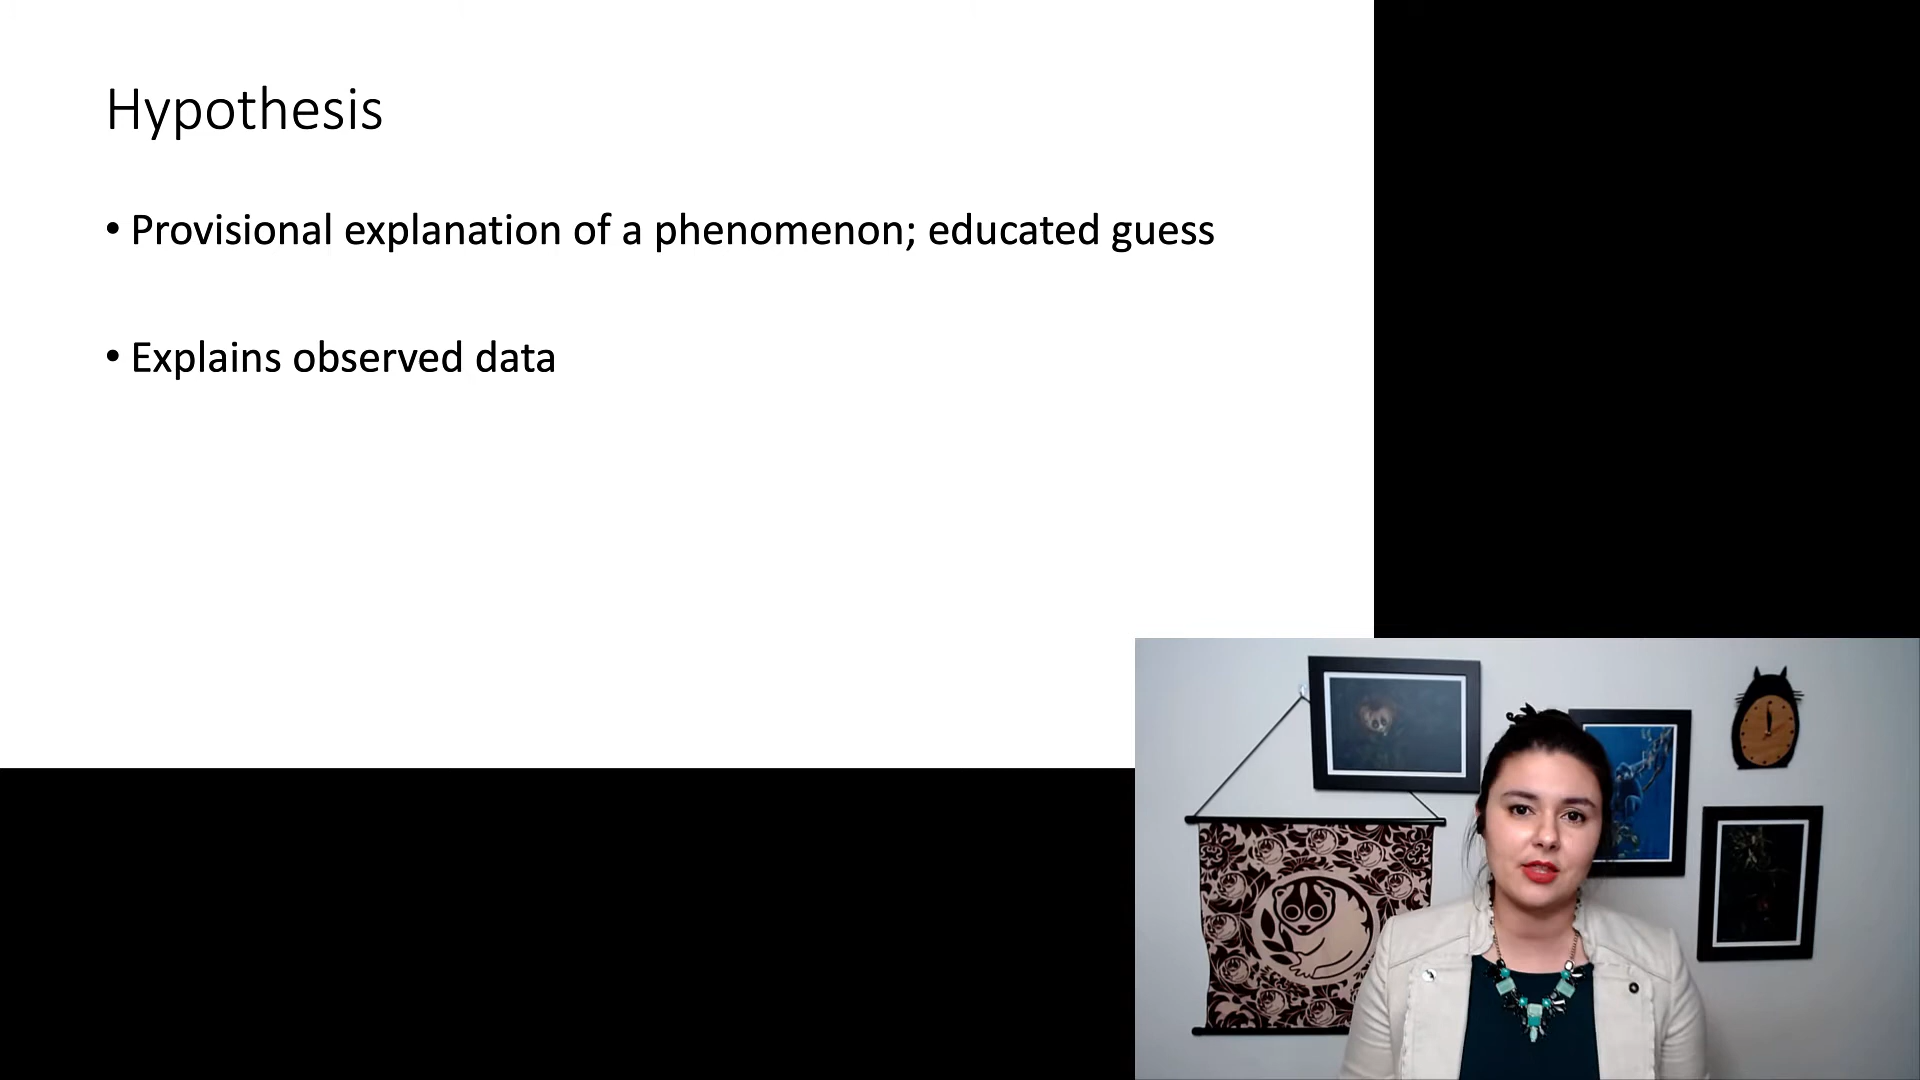 Hypothesis
• Provisional explanation of a phenomenon; educated guess
• Explains observed data